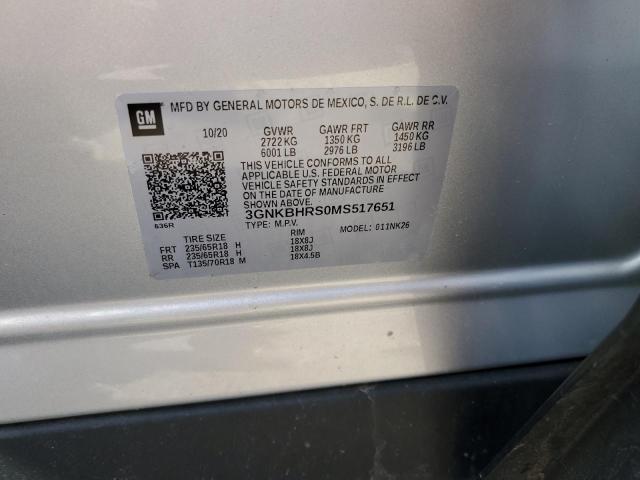 GM
MFD BY GENERAL MOTORS DE MEXICO, S. DE R.L. DE C.V.
10/20 GVWR GAWR FRT GAWR RR
2722 KG 1350 KG 1450 KG
6001 LB 2976 LB 3196 LB
THIS VEHICLE CONFORMS TO ALL
APPLICABLE U.S. FEDERAL MOTOR
VEHICLE SAFETY STANDARDS IN EFFECT
ON THE DATE OF MANUFACTURE SHOWN ABOVE.
3GNKBHRS0MS517651
TYPE: M.P.V. MODEL: 011NK26
836R
TIRE SIZE RIM
FRT 235/65R18 H 18X8J
RR 235/65R18 H 18X8J
SPA T135/70R18 M 18X4.5B